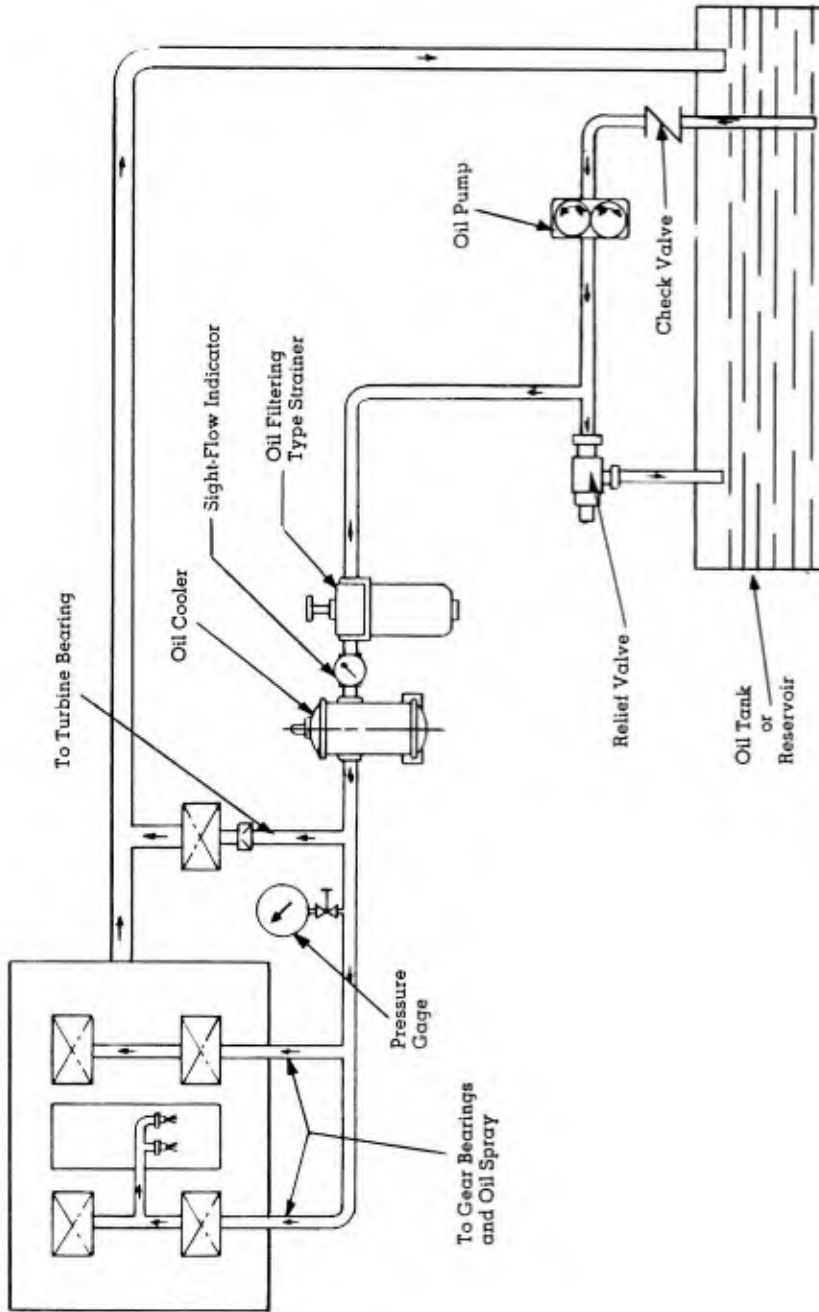 To Turbine Bearing
Oil Cooler
Sight-Flow Indicator
Oil Filtering
Type Strainer
Oil Pump
Pressure
Gage
To Gear Bearings
and Oil Spray
Relief Valve
Check Valve
Oil Tank
or
Reservoir